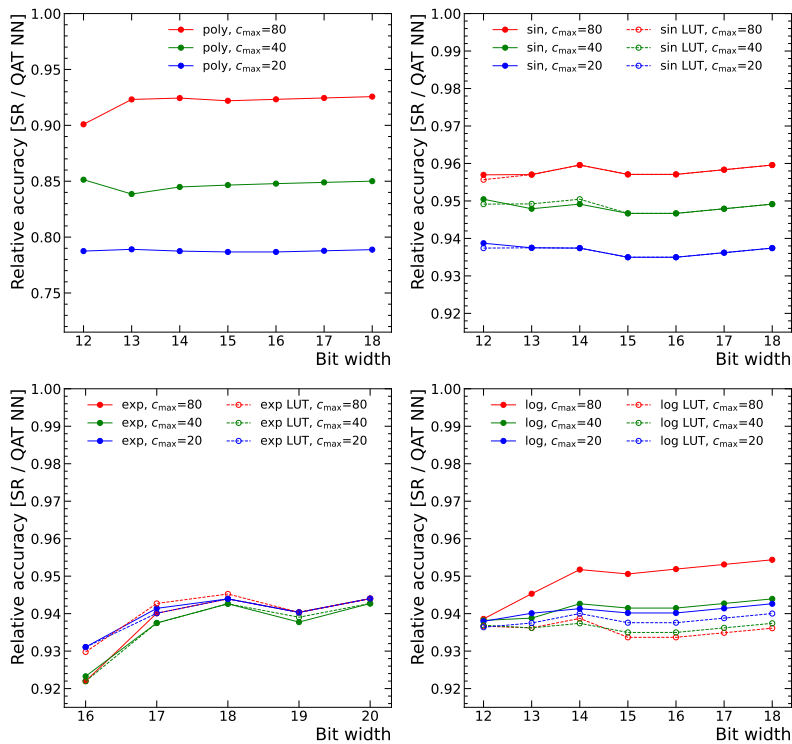 1.00
0.95
0.90
0.85
0.80
0.75
12 13 14 15 16 17 18
Bit width
Relative accuracy [SR / QAT NN]
poly, cmax=80
poly, cmax=40
poly, cmax=20
1.00
0.99
0.98
0.97
0.96
0.95
0.94
0.93
0.92
12 13 14 15 16 17 18
Bit width
Relative accuracy [SR / QAT NN]
sin, cmax=80 sin LUT, cmax=80
sin, cmax=40 sin LUT, cmax=40
sin, cmax=20 sin LUT, cmax=20
1.00
0.99
0.98
0.97
0.96
0.95
0.94
0.93
0.92
16 17 18 19 20
Bit width
Relative accuracy [SR / QAT NN]
exp, cmax=80 exp LUT, cmax=80
exp, cmax=40 exp LUT, cmax=40
exp, cmax=20 exp LUT, cmax=20
1.00
0.99
0.98
0.97
0.96
0.95
0.94
0.93
0.92
12 13 14 15 16 17 18
Bit width
Relative accuracy [SR / QAT NN]
log, cmax=80 log LUT, cmax=80
log, cmax=40 log LUT, cmax=40
log, cmax=20 log LUT, cmax=20